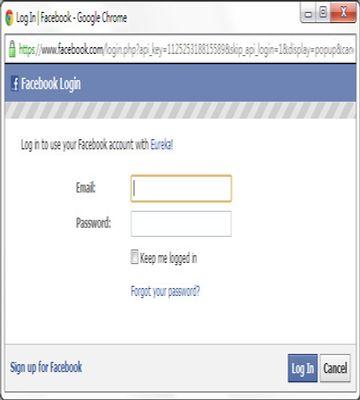 Log In | Facebook - Google Chrome
https://www.facebook.com/login.php?api_key=112525318815589&skip_api_login=1&display=popup&can
Facebook Login
Log in to use your Facebook account with Eureka!
Email:
Password:
Keep me logged in
Forgot your password?
Sign up for Facebook
Log In Cancel